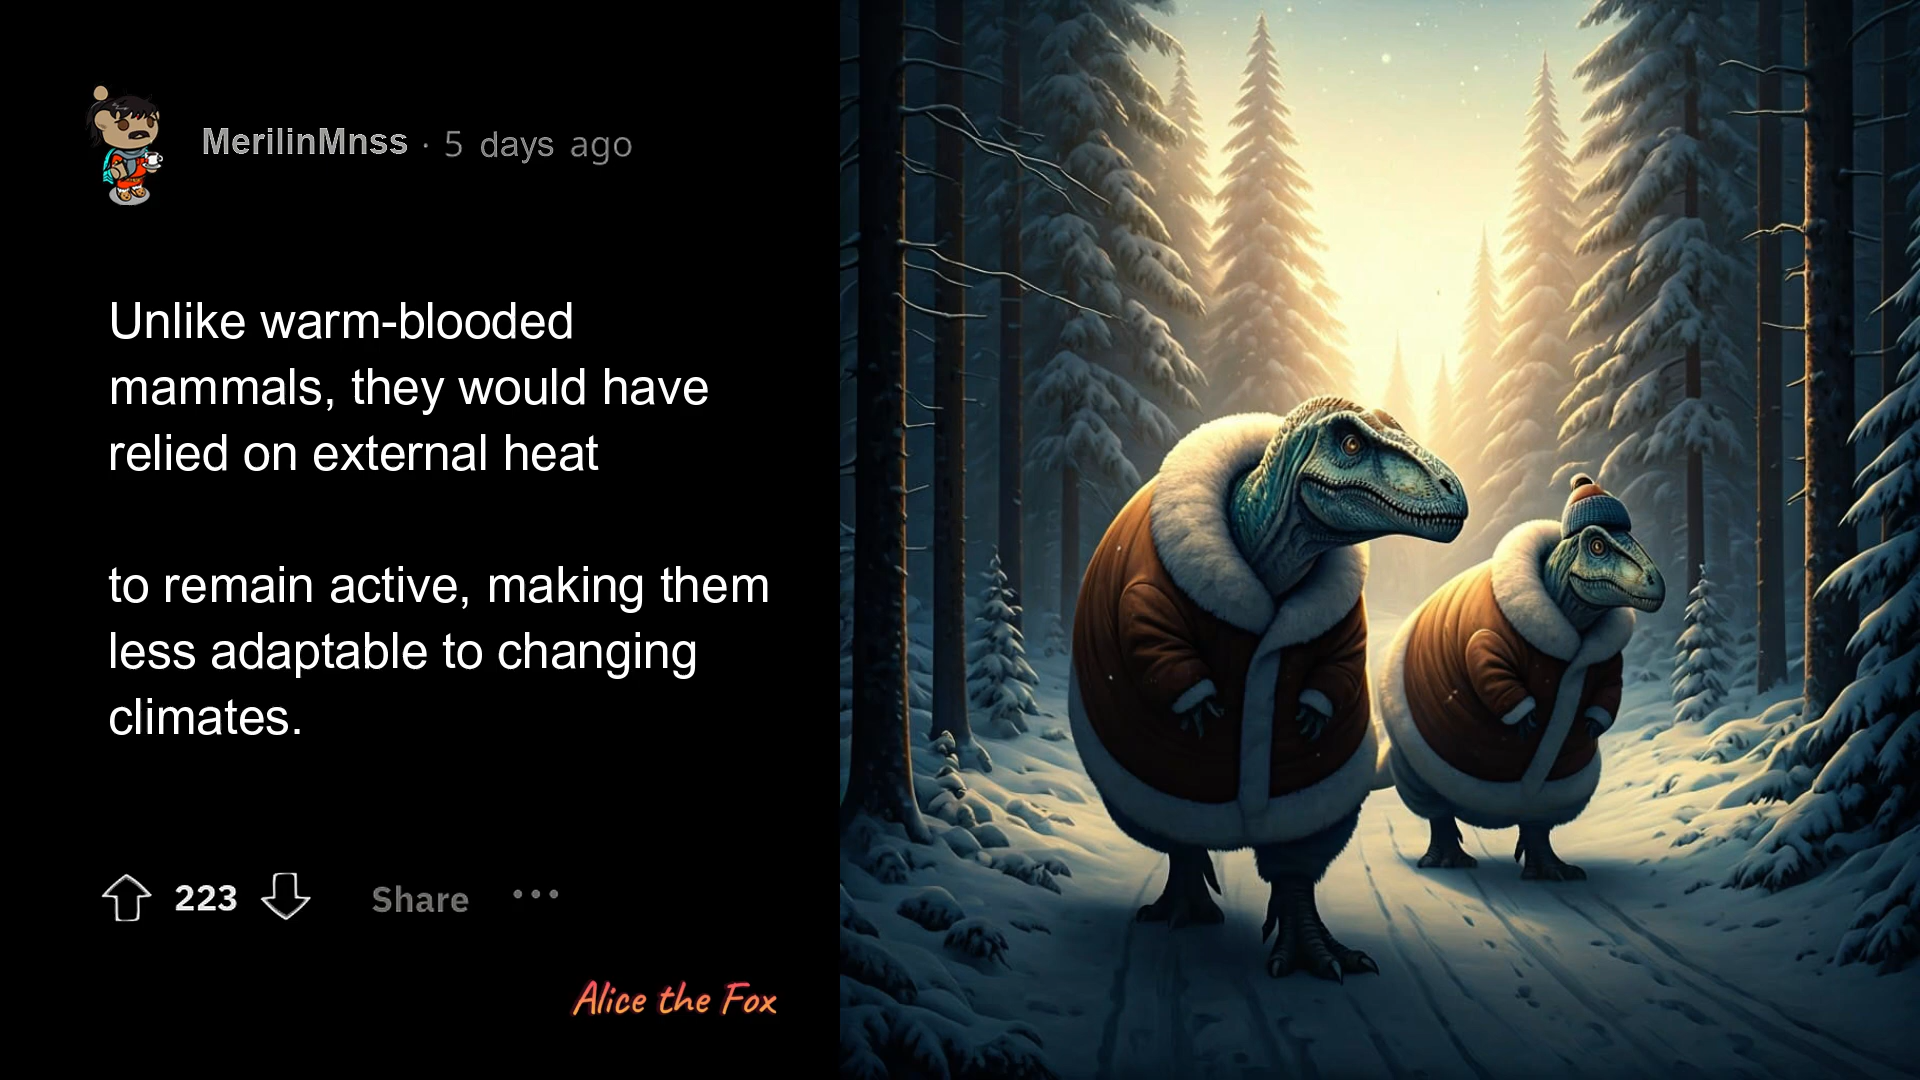 MerilinMnss · 5 days ago
Unlike warm-blooded
mammals, they would have
relied on external heat
to remain active, making them
less adaptable to changing
climates.
223 Share ...
Alice the Fox